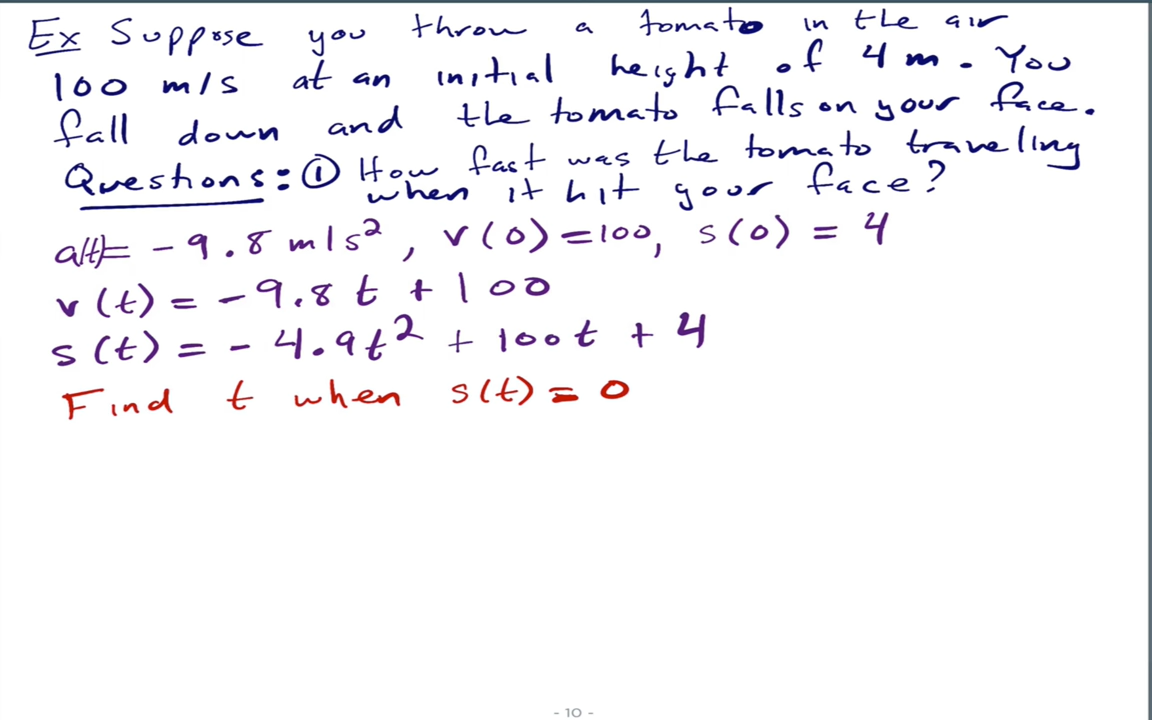 Ex Suppose you throw a tomato in the air
100 m/s at an initial height of 4 m. You
fall down and the tomato falls on your face.
Questions: ① How fast was the tomato traveling
when it hit your face?
a(t)= -9.8 m/s², v(0)=100, s(0) = 4
v(t) = -9.8t + 100
s(t) = -4.9t² + 100t + 4
Find t when s(t) = 0
- 10 -